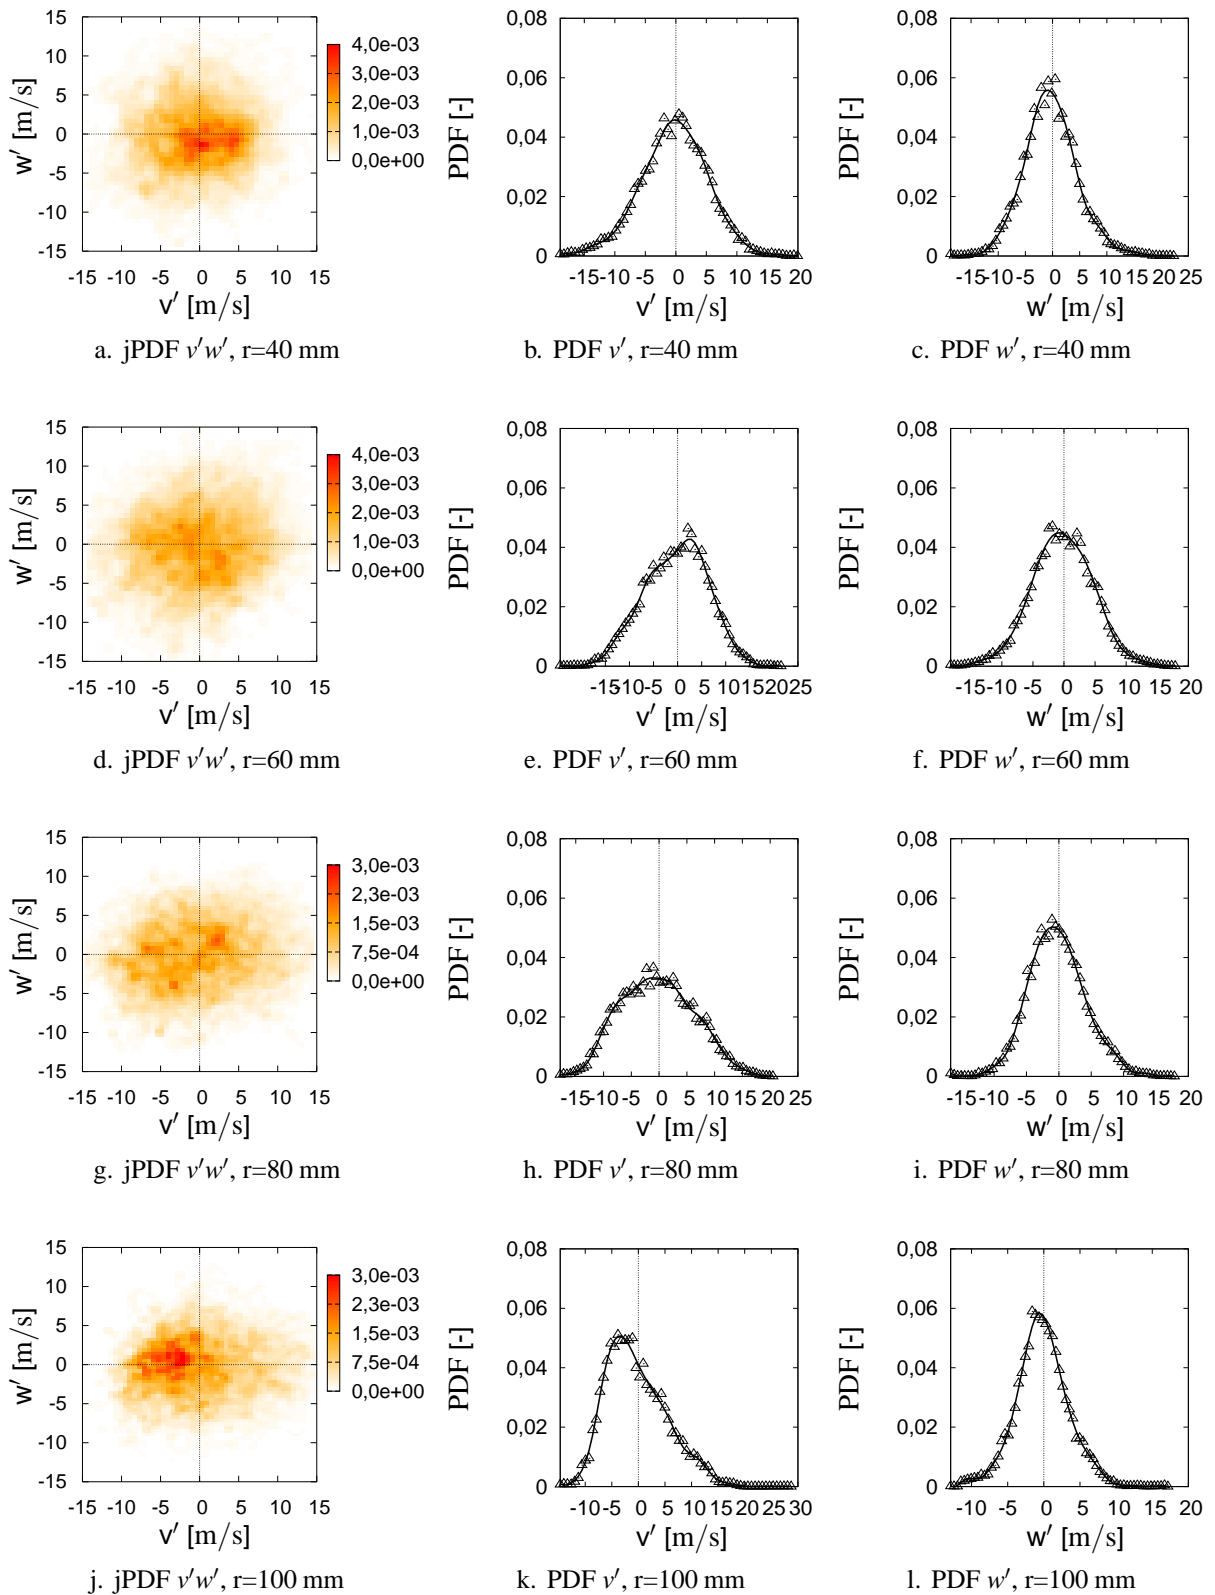 15
10
5
0
-5
-10
-15
-15 -10 -5 0 5 10 15
w′ [m/s]
v′ [m/s]
4,0e-03
3,0e-03
2,0e-03
1,0e-03
0,0e+00
0,08
0,06
0,04
0,02
0
-15 -10 -5 0 5 10 15 20
PDF [-]
v′ [m/s]
0,08
0,06
0,04
0,02
0
-15 -10 -5 0 5 10 15 20 25
PDF [-]
w′ [m/s]
a. jPDF v′w′, r=40 mm
b. PDF v′, r=40 mm
c. PDF w′, r=40 mm
15
10
5
0
-5
-10
-15
-15 -10 -5 0 5 10 15
w′ [m/s]
v′ [m/s]
4,0e-03
3,0e-03
2,0e-03
1,0e-03
0,0e+00
0,08
0,06
0,04
0,02
0
-15 -10 -5 0 5 10 15 20 25
PDF [-]
v′ [m/s]
0,08
0,06
0,04
0,02
0
-15 -10 -5 0 5 10 15 20
PDF [-]
w′ [m/s]
d. jPDF v′w′, r=60 mm
e. PDF v′, r=60 mm
f. PDF w′, r=60 mm
15
10
5
0
-5
-10
-15
-15 -10 -5 0 5 10 15
w′ [m/s]
v′ [m/s]
3,0e-03
2,3e-03
1,5e-03
7,5e-04
0,0e+00
0,08
0,06
0,04
0,02
0
-15 -10 -5 0 5 10 15 20 25
PDF [-]
v′ [m/s]
0,08
0,06
0,04
0,02
0
-15 -10 -5 0 5 10 15 20
PDF [-]
w′ [m/s]
g. jPDF v′w′, r=80 mm
h. PDF v′, r=80 mm
i. PDF w′, r=80 mm
15
10
5
0
-5
-10
-15
-15 -10 -5 0 5 10 15
w′ [m/s]
v′ [m/s]
3,0e-03
2,3e-03
1,5e-03
7,5e-04
0,0e+00
0,08
0,06
0,04
0,02
0
-10 -5 0 5 10 15 20 25 30
PDF [-]
v′ [m/s]
0,08
0,06
0,04
0,02
0
-10 -5 0 5 10 15 20
PDF [-]
w′ [m/s]
j. jPDF v′w′, r=100 mm
k. PDF v′, r=100 mm
l. PDF w′, r=100 mm